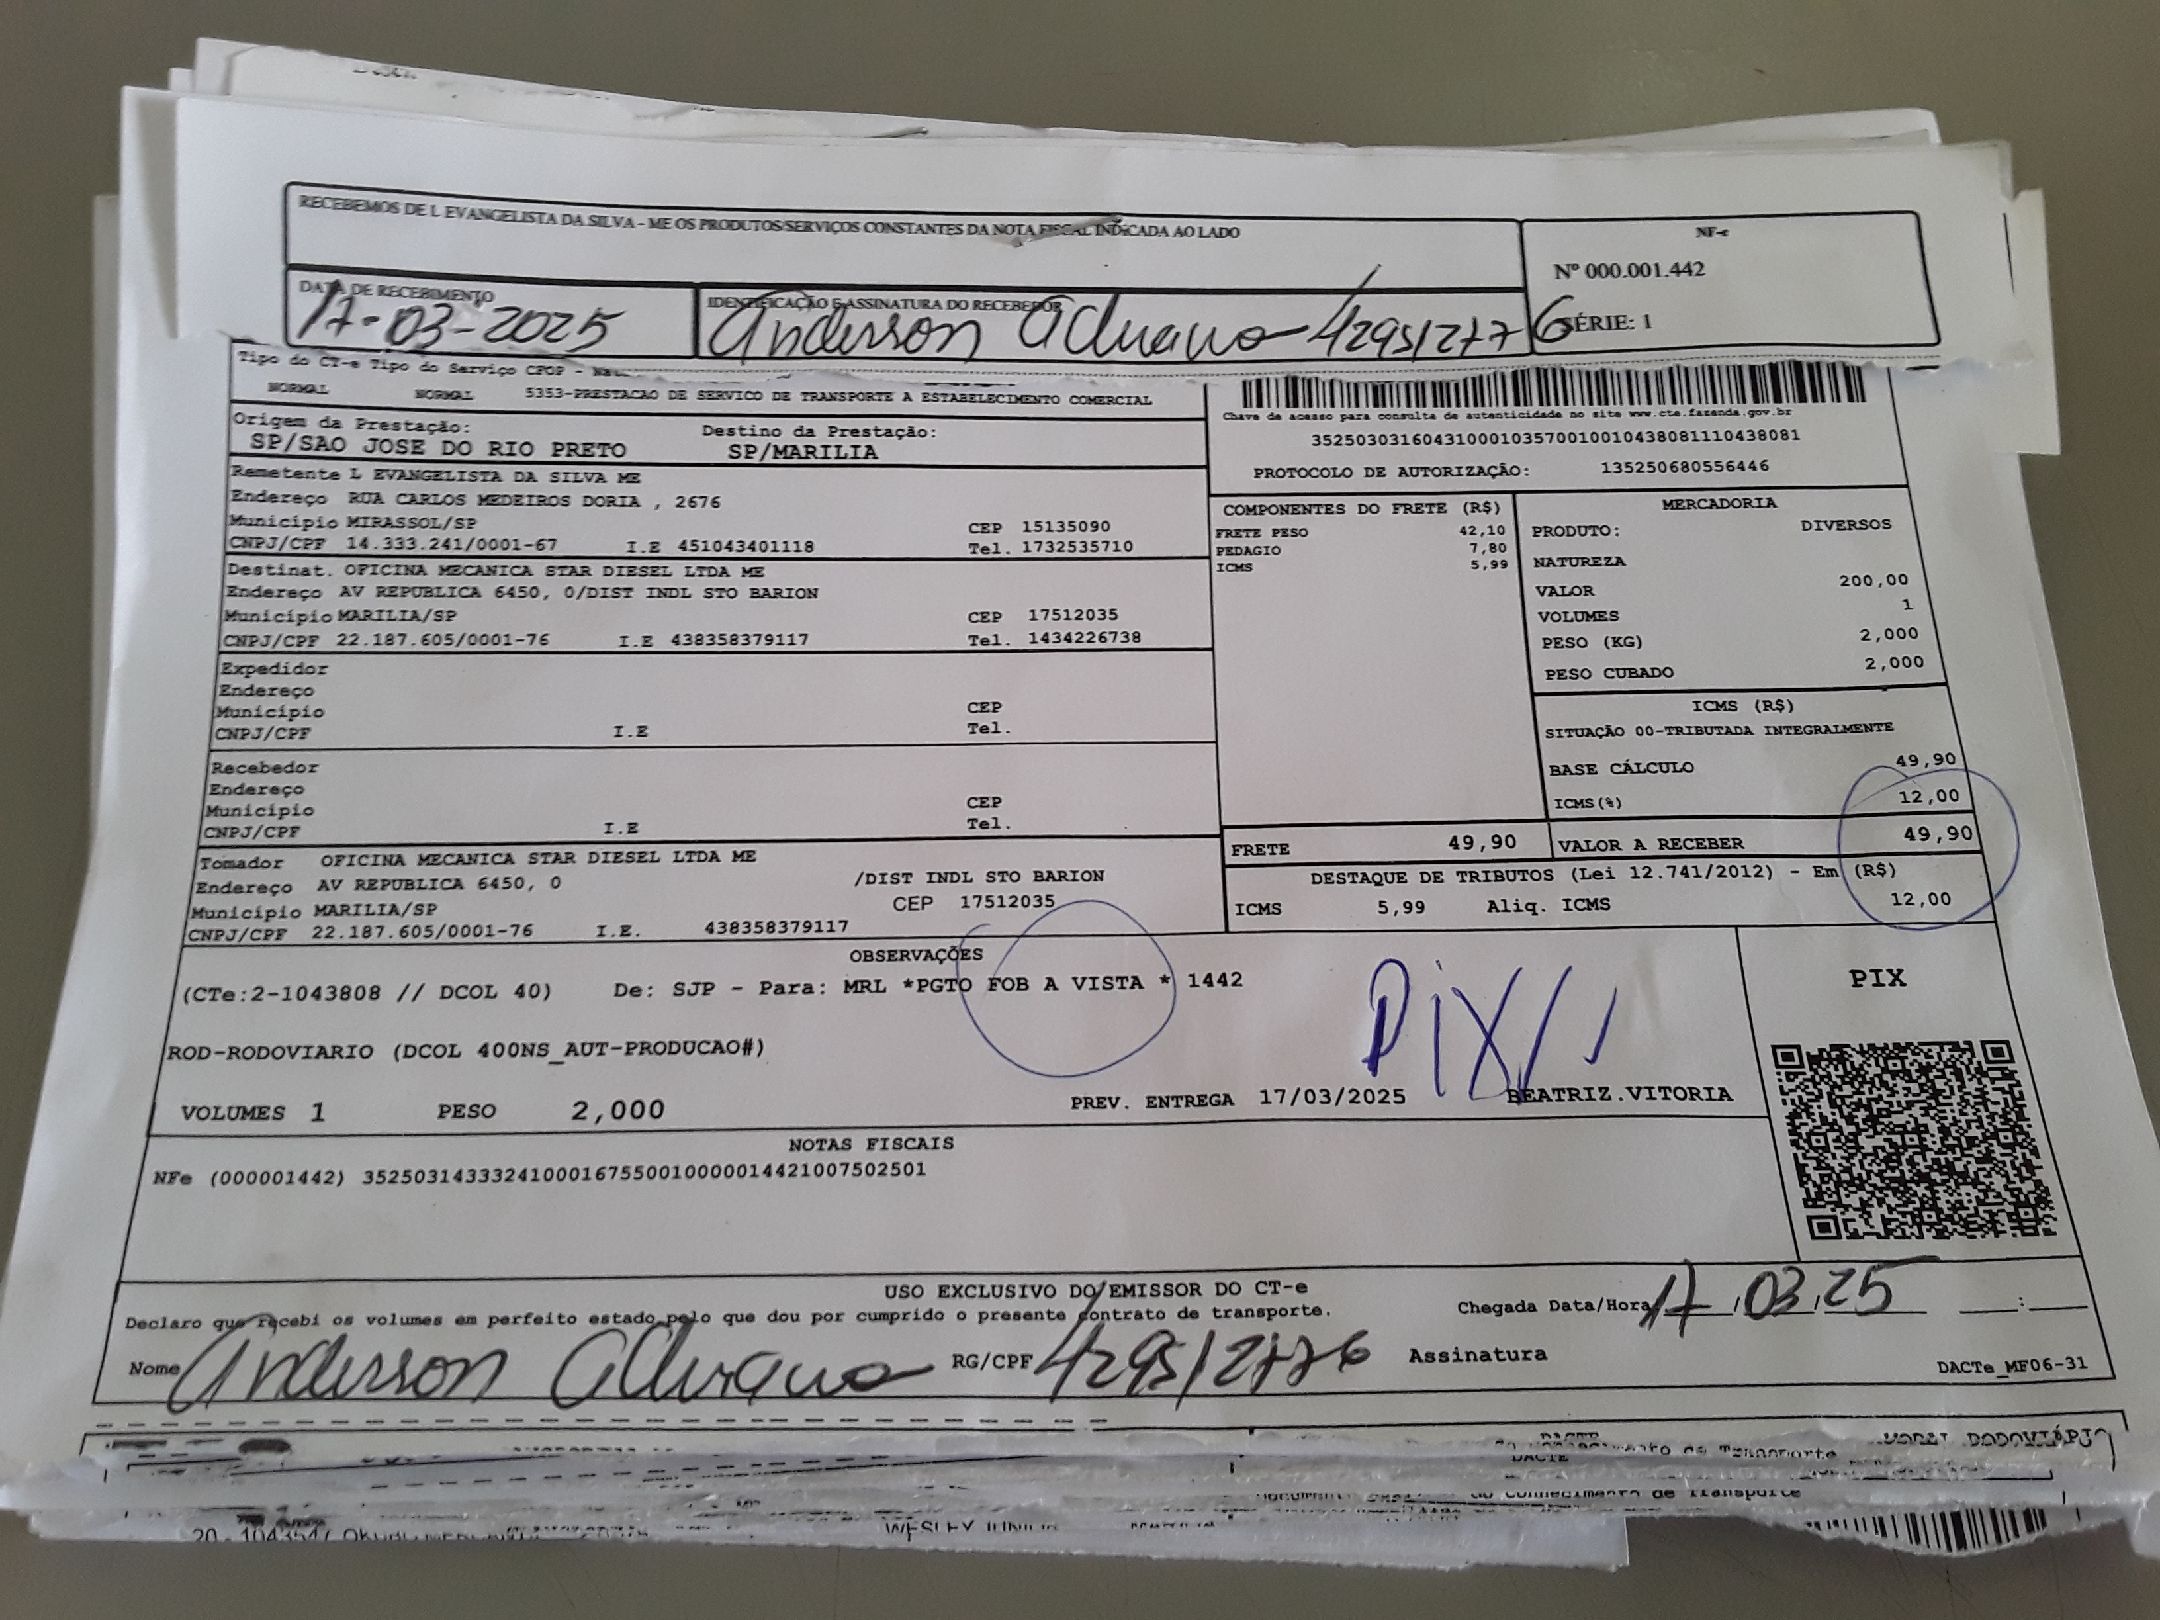 RECEBEMOS DE L EVANGELISTA DA SILVA - ME OS PRODUTOS/SERVIÇOS CONSTANTES DA NOTA FISCAL INDICADA AO LADO
NF-e
Nº 000.001.442
SÉRIE: 1
DATA DE RECEBIMENTO
17-03-2025
IDENTIFICAÇÃO E ASSINATURA DO RECEBEDOR
Anderson Adriano 429512776
Tipo do CT-e Tipo do Serviço CFOP -
NORMAL NORMAL 5353-PRESTACAO DE SERVICO DE TRANSPORTE A ESTABELECIMENTO COMERCIAL
Origem da Prestação: Destino da Prestação:
SP/SAO JOSE DO RIO PRETO SP/MARILIA
Remetente L EVANGELISTA DA SILVA ME
Endereço RUA CARLOS MEDEIROS DORIA , 2676
Município MIRASSOL/SP CEP 15135090
CNPJ/CPF 14.333.241/0001-67 I.E 451043401118 Tel. 1732535710
Destinat. OFICINA MECANICA STAR DIESEL LTDA ME
Endereço AV REPUBLICA 6450, 0/DIST INDL STO BARION
Município MARILIA/SP CEP 17512035
CNPJ/CPF 22.187.605/0001-76 I.E 438358379117 Tel. 1434226738
Expedidor
Endereço
Município CEP
CNPJ/CPF I.E Tel.
Recebedor
Endereço
Município CEP
CNPJ/CPF I.E Tel.
Tomador OFICINA MECANICA STAR DIESEL LTDA ME
Endereço AV REPUBLICA 6450, 0 /DIST INDL STO BARION
Município MARILIA/SP CEP 17512035
CNPJ/CPF 22.187.605/0001-76 I.E. 438358379117
Chave de acesso para consulta de autenticidade no site www.cte.fazenda.gov.br
35250303160431000103570010010438081110438081
PROTOCOLO DE AUTORIZAÇÃO: 135250680556446
COMPONENTES DO FRETE (R$)
FRETE PESO 42,10
PEDAGIO 7,80
ICMS 5,99
MERCADORIA
PRODUTO: DIVERSOS
NATUREZA
VALOR 200,00
VOLUMES 1
PESO (KG) 2,000
PESO CUBADO 2,000
ICMS (R$)
SITUAÇÃO 00-TRIBUTADA INTEGRALMENTE
BASE CÁLCULO 49,90
ICMS(%) 12,00
FRETE 49,90 VALOR A RECEBER 49,90
DESTAQUE DE TRIBUTOS (Lei 12.741/2012) - Em (R$)
ICMS 5,99 Aliq. ICMS 12,00
OBSERVAÇÕES
(CTe:2-1043808 // DCOL 40) De: SJP - Para: MRL *PGTO FOB A VISTA * 1442
PIX
ROD-RODOVIARIO (DCOL 400NS_AUT-PRODUCAO#)
VOLUMES 1 PESO 2,000 PREV. ENTREGA 17/03/2025 BEATRIZ.VITORIA
PIX
NOTAS FISCAIS
NFe (000001442) 35250314333241000167550010000014421007502501
USO EXCLUSIVO DO EMISSOR DO CT-e
Declaro que recebi os volumes em perfeito estado pelo que dou por cumprido o presente contrato de transporte.
Chegada Data/Hora 17/03/25 __:__
Nome Anderson Adriano RG/CPF 429512776 Assinatura
DACTe_MF06-31
DACTE
do Conhecimento de Transporte
DACTE
do Conhecimento de Transporte